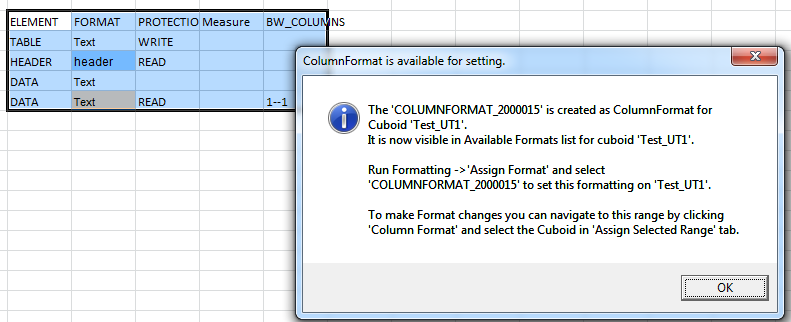 ELEMENT FORMAT PROTECTIO Measure BW_COLUMNS
TABLE Text WRITE
HEADER header READ
DATA Text
DATA Text READ 1--1
ColumnFormat is available for setting.
The 'COLUMNFORMAT_2000015' is created as ColumnFormat for
Cuboid 'Test_UT1'.
It is now visible in Available Formats list for cuboid 'Test_UT1'.
Run Formatting ->'Assign Format' and select
'COLUMNFORMAT_2000015' to set this formatting on 'Test_UT1'.
To make Format changes you can navigate to this range by clicking
'Column Format' and select the Cuboid in 'Assign Selected Range' tab.
OK